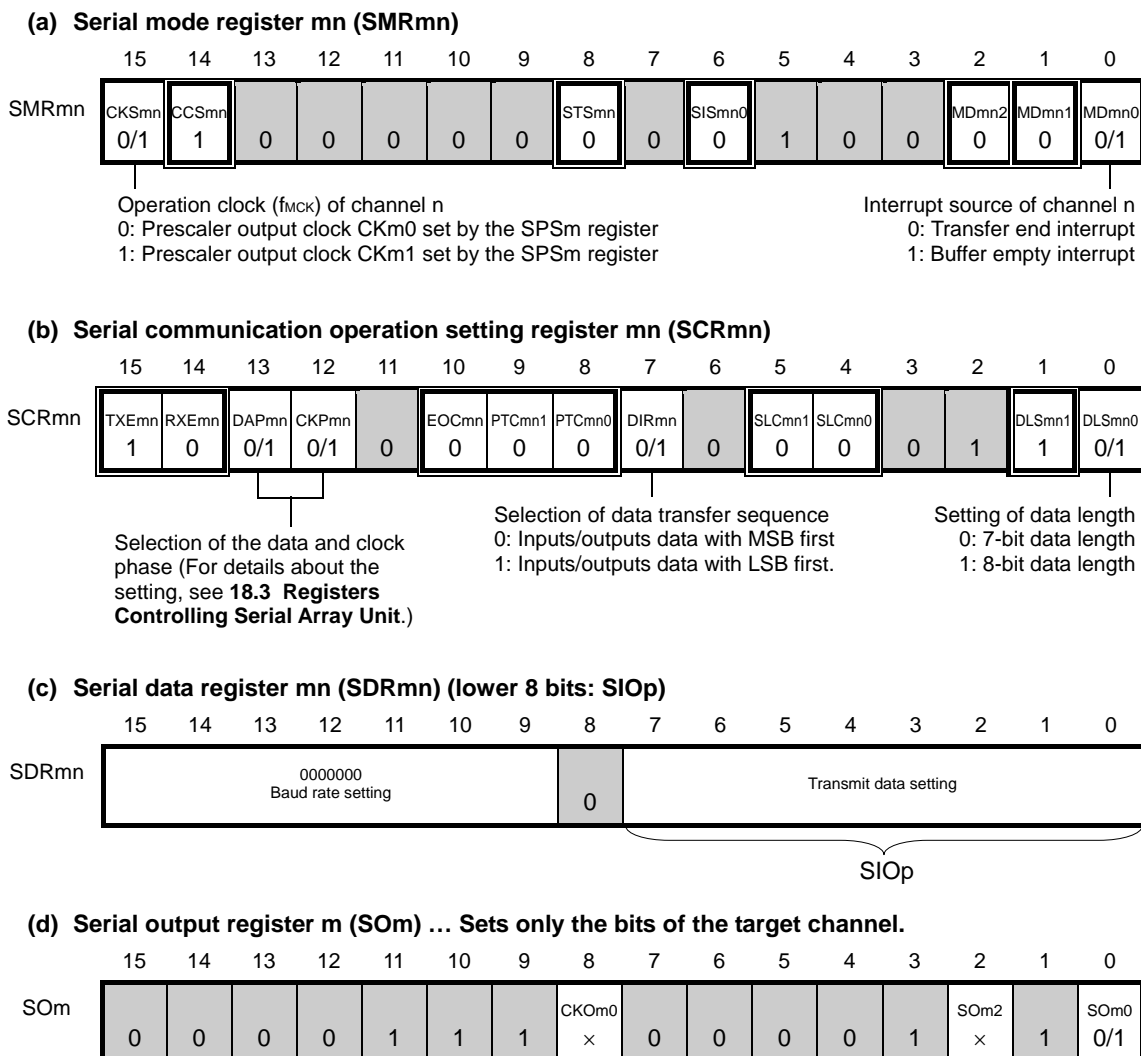 (a) Serial mode register mn (SMRmn)
15 14 13 12 11 10 9 8 7 6 5 4 3 2 1 0
SMRmn
CKSmn CCSmn STSmn SISmn0 MDmn2 MDmn1 MDmn0
0/1 1 0 0 0 0 0 0 0 0 1 0 0 0 0 0/1
Operation clock (fMCK) of channel n
0: Prescaler output clock CKm0 set by the SPSm register
1: Prescaler output clock CKm1 set by the SPSm register
Interrupt source of channel n
0: Transfer end interrupt
1: Buffer empty interrupt
(b) Serial communication operation setting register mn (SCRmn)
15 14 13 12 11 10 9 8 7 6 5 4 3 2 1 0
SCRmn
TXEmn RXEmn DAPmn CKPmn EOCmn PTCmn1 PTCmn0 DIRmn SLCmn1 SLCmn0 DLSmn1 DLSmn0
1 0 0/1 0/1 0 0 0 0 0/1 0 0 0 0 1 1 0/1
Selection of the data and clock
phase (For details about the
setting, see 18.3 Registers
Controlling Serial Array Unit.)
Selection of data transfer sequence
0: Inputs/outputs data with MSB first
1: Inputs/outputs data with LSB first.
Setting of data length
0: 7-bit data length
1: 8-bit data length
(c) Serial data register mn (SDRmn) (lower 8 bits: SIOp)
15 14 13 12 11 10 9 8 7 6 5 4 3 2 1 0
SDRmn
0000000
Baud rate setting
0
Transmit data setting
SIOp
(d) Serial output register m (SOm) … Sets only the bits of the target channel.
15 14 13 12 11 10 9 8 7 6 5 4 3 2 1 0
SOm
CKOm0 SOm2 SOm0
0 0 0 0 1 1 1 × 0 0 0 0 1 × 1 0/1